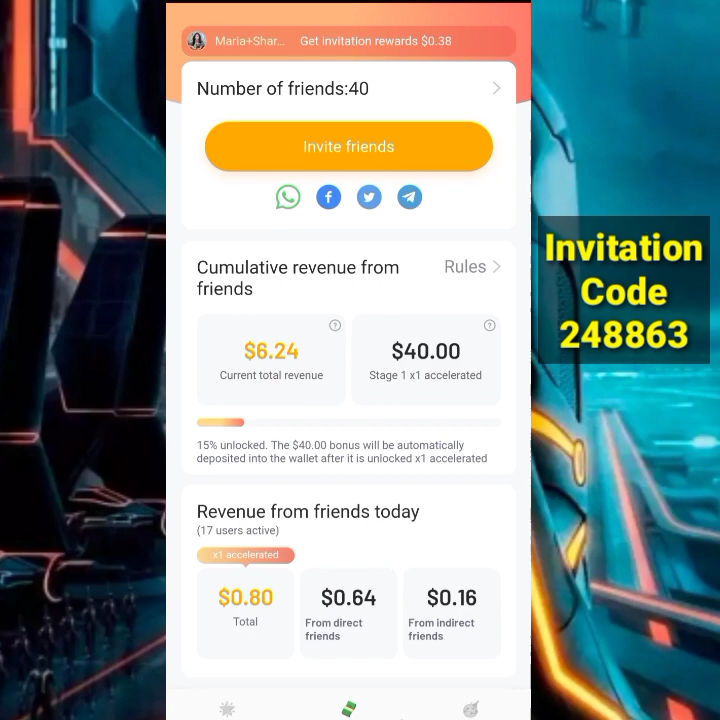 Maria+Shar... Get invitation rewards $0.38
Number of friends:40
Invite friends
Cumulative revenue from
friends
Rules
$6.24
Current total revenue
$40.00
Stage 1 x1 accelerated
15% unlocked. The $40.00 bonus will be automatically
deposited into the wallet after it is unlocked x1 accelerated
Revenue from friends today
(17 users active)
x1 accelerated
$0.80
Total
$0.64
From direct
friends
$0.16
From indirect
friends
Invitation
Code
248863